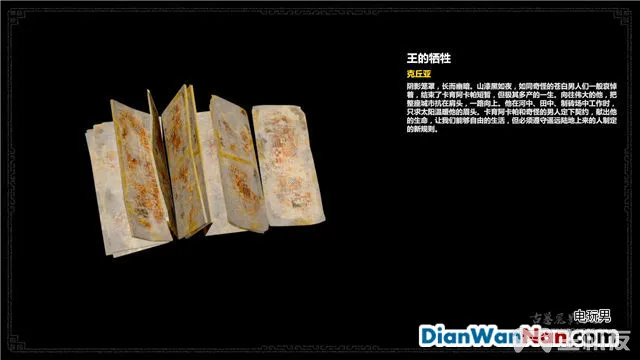 王的牺牲
克丘亚
阴影笼罩，长而幽暗。山漆黑如夜，如同奇怪的苍白男人们一般哀悼
着，结束了卡育阿卡帕短暂，但极其多产的一生。向往伟大的他，把
整座城市抗在肩头，一路向上。他在河中、田中、制砖场中工作时，
只求太阳温暖他的眉头。卡育阿卡帕和奇怪的男人定下契约，献出他
的生命，让我们能够自由的生活，但必须遵守遥远陆地上来的人制定
的新规则。
电玩男
DianWanNan.com